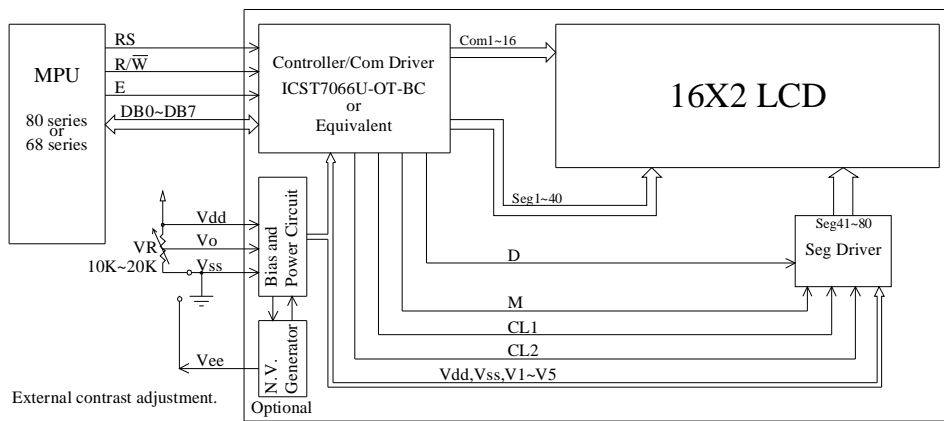 MPU
80 series
or
68 series
RS
R/W̅
E
DB0~DB7
Controller/Com Driver
ICST7066U-OT-BC
or
Equivalent
Com1~16
16X2 LCD
Seg1~40
Seg41~80
Seg Driver
D
M
CL1
CL2
Vdd,Vss,V1~V5
Bias and
Power Circuit
Vdd
Vo
Vss
VR
10K~20K
N.V.
Generator
Vee
Optional
External contrast adjustment.